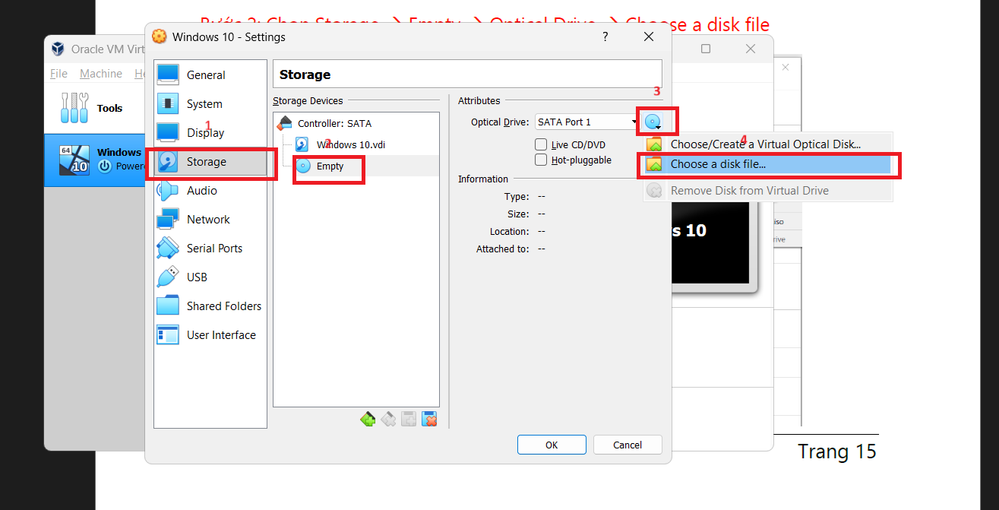 Bước 2: Chọn Storage → Empty → Optical Drive → Choose a disk file
Windows 10 - Settings
?
Oracle VM Virt
File Machine He
Tools
64
10
Windows
Powere
General
System
1
Display
Storage
Audio
Network
Serial Ports
USB
Shared Folders
User Interface
Storage
Storage Devices
Controller: SATA
Windows 10.vdi
2
Empty
Attributes
3
Optical Drive: SATA Port 1
Live CD/DVD
Hot-pluggable
Information
Type: --
Size: --
Location: --
Attached to: --
4
Choose/Create a Virtual Optical Disk...
Choose a disk file...
Remove Disk from Virtual Drive
s 10
iso
rive
OK
Cancel
Trang 15